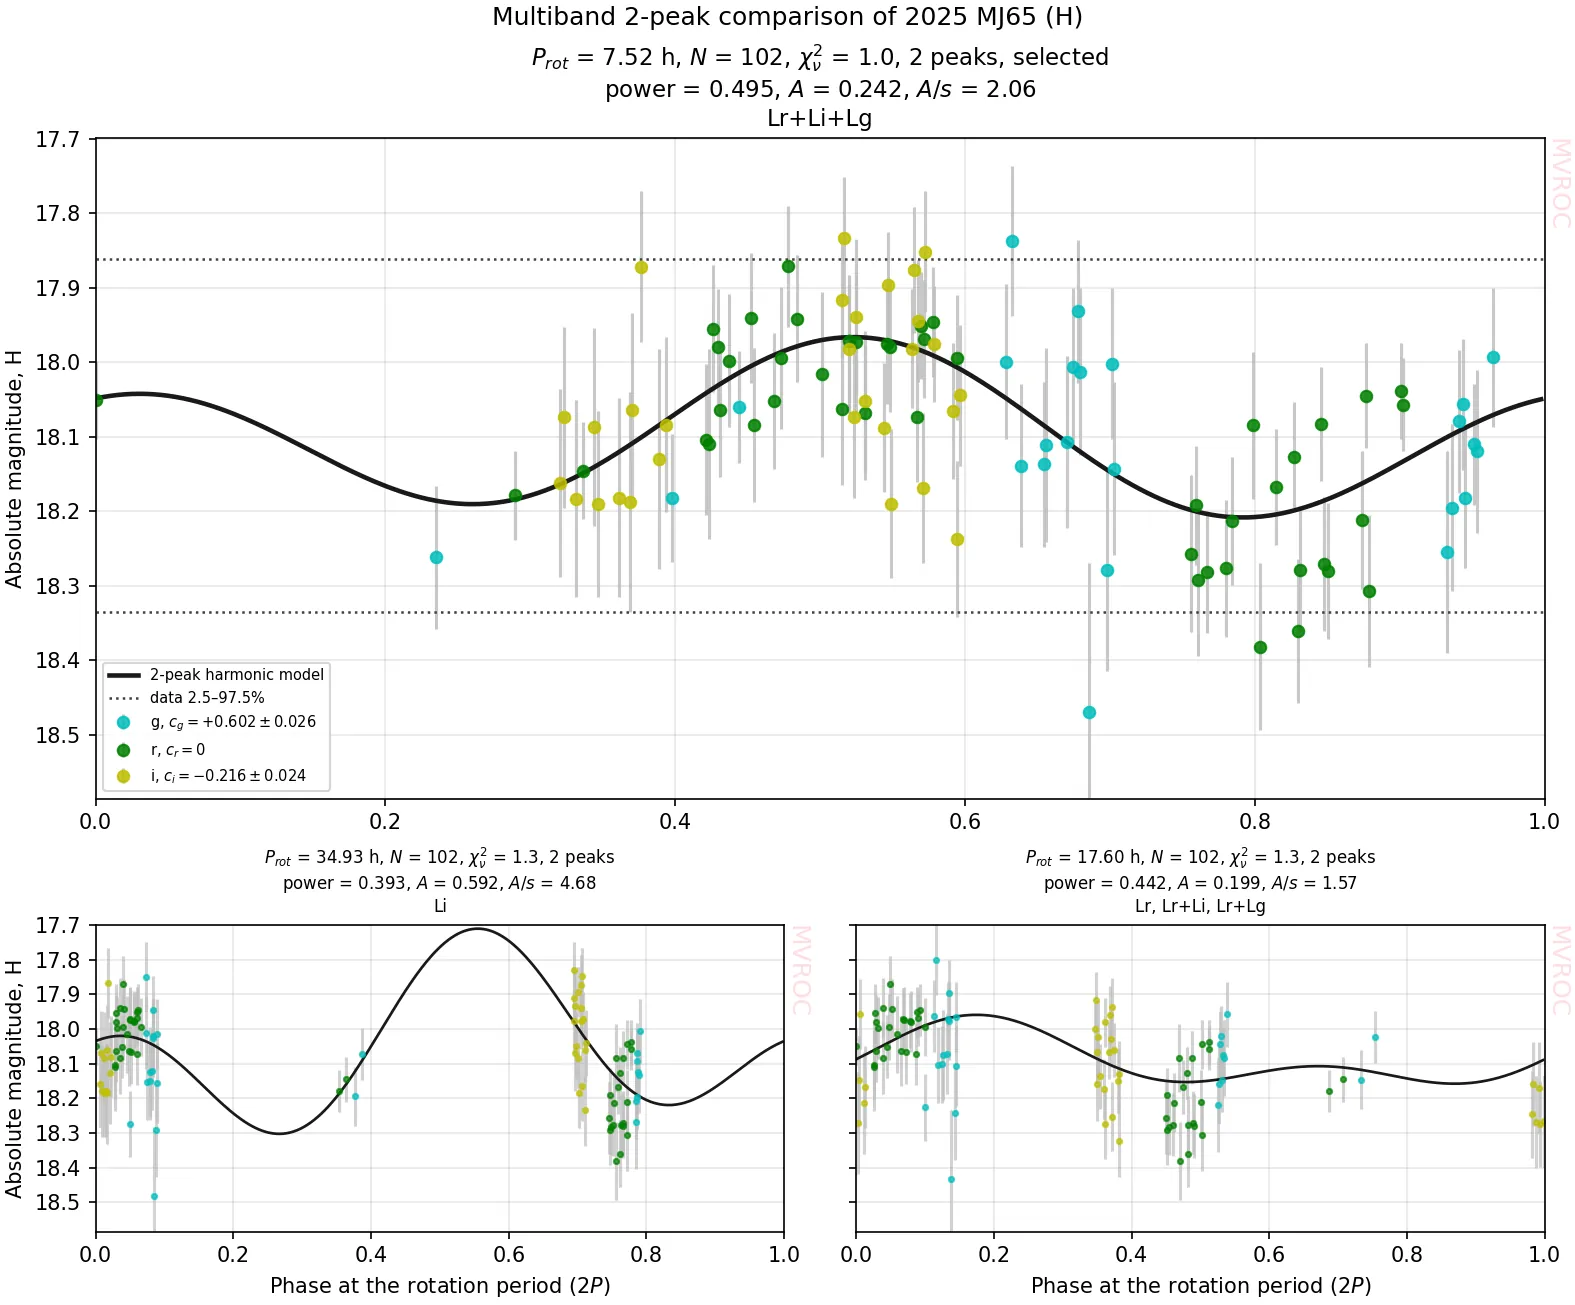 Multiband 2-peak comparison of 2025 MJ65 (H)
P_rot = 7.52 h, N = 102, χ²_ν = 1.0, 2 peaks, selected
power = 0.495, A = 0.242, A/s = 2.06
Lr+Li+Lg
17.7
17.8
17.9
18.0
18.1
18.2
18.3
18.4
18.5
Absolute magnitude, H
2-peak harmonic model
data 2.5–97.5%
g, c_g = +0.602 ± 0.026
r, c_r = 0
i, c_i = −0.216 ± 0.024
0.0 0.2 0.4 0.6 0.8 1.0
MVROC
P_rot = 34.93 h, N = 102, χ²_ν = 1.3, 2 peaks
power = 0.393, A = 0.592, A/s = 4.68
Li
17.7
17.8
17.9
18.0
18.1
18.2
18.3
18.4
18.5
Absolute magnitude, H
0.0 0.2 0.4 0.6 0.8 1.0
Phase at the rotation period (2P)
MVROC
P_rot = 17.60 h, N = 102, χ²_ν = 1.3, 2 peaks
power = 0.442, A = 0.199, A/s = 1.57
Lr, Lr+Li, Lr+Lg
0.0 0.2 0.4 0.6 0.8 1.0
Phase at the rotation period (2P)
MVROC